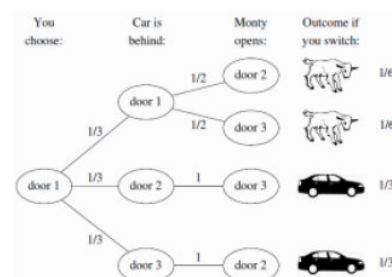 You Car is Monty Outcome if
choose: behind: opens: you switch:
1/2 door 2 1/6
door 1
1/2 door 3 1/6
1/3
door 1 1/3 door 2 1 door 3 1/3
1/3
door 3 1 door 2 1/3